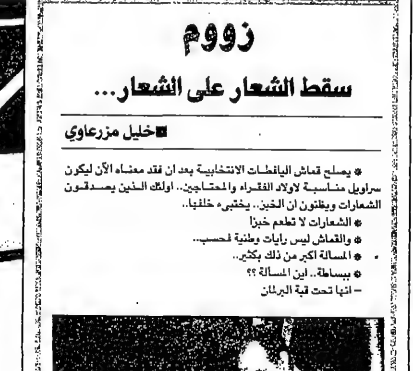 زووم
سقط الشعار على الشعار...
خليل مزرعاوي
* يصلح قماش اليافطات الانتخابية بعد ان فقد معناه الآن ليكون
سراويل مناسبة لاولاد الفقراء والمحتاجين.. اولئك الذين يصدقون
الشعارات ويظنون ان الخبز.. يختبىء خلفها..
* الشعارات لا تطعم خبزا
* والقماش ليس رايات وطنية فحسب..
* المسالة اكبر من ذلك بكثير..
* ببساطة.. اين المسالة ؟؟
– انها تحت قبة البرلمان